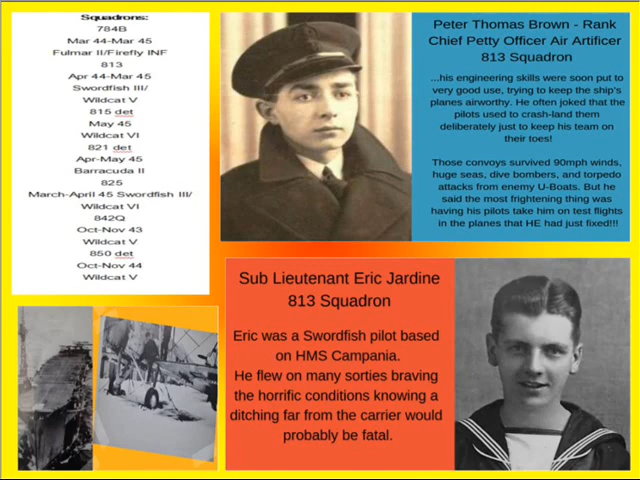 Squadrons:
784B
Mar 44-Mar 45
Fulmar II/Firefly INF
813
Apr 44-Mar 45
Swordfish III/
Wildcat V
815 det
May 45
Wildcat VI
821 det
Apr-May 45
Barracuda II
825
March-April 45 Swordfish III/
Wildcat VI
842Q
Oct-Nov 43
Wildcat V
850 det
Oct-Nov 44
Wildcat V
Peter Thomas Brown - Rank
Chief Petty Officer Air Artificer
813 Squadron
...his engineering skills were soon put to
very good use, trying to keep the ship's
planes airworthy. He often joked that the
pilots used to crash-land them
deliberately just to keep his team on
their toes!
Those convoys survived 90mph winds,
huge seas, dive bombers, and torpedo
attacks from enemy U-Boats. But he
said the most frightening thing was
having his pilots take him on test flights
in the planes that HE had just fixed!!!
Sub Lieutenant Eric Jardine
813 Squadron
Eric was a Swordfish pilot based
on HMS Campania.
He flew on many sorties braving
the horrific conditions knowing a
ditching far from the carrier would
probably be fatal.